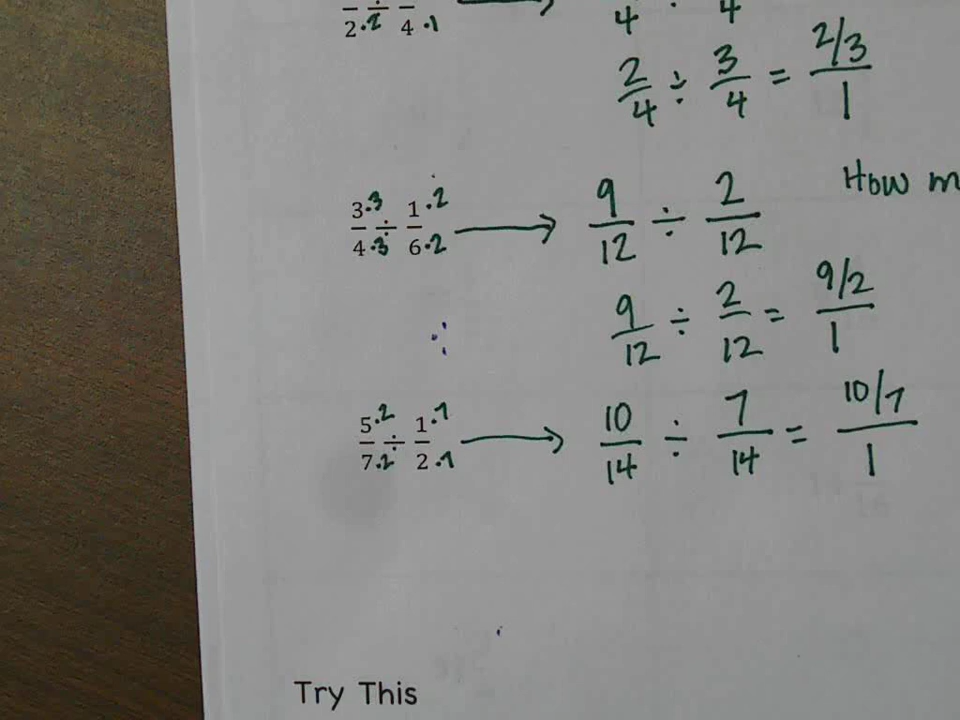 — ÷ — → — ÷ —
2·2 4·1 4 4
2/4 ÷ 3/4 = (2/3)/1
3·3/4·3 ÷ 1·2/6·2 → 9/12 ÷ 2/12 How m
9/12 ÷ 2/12 = (9/2)/1
5·2/7·2 ÷ 1·7/2·7 → 10/14 ÷ 7/14 = (10/7)/1
Try This